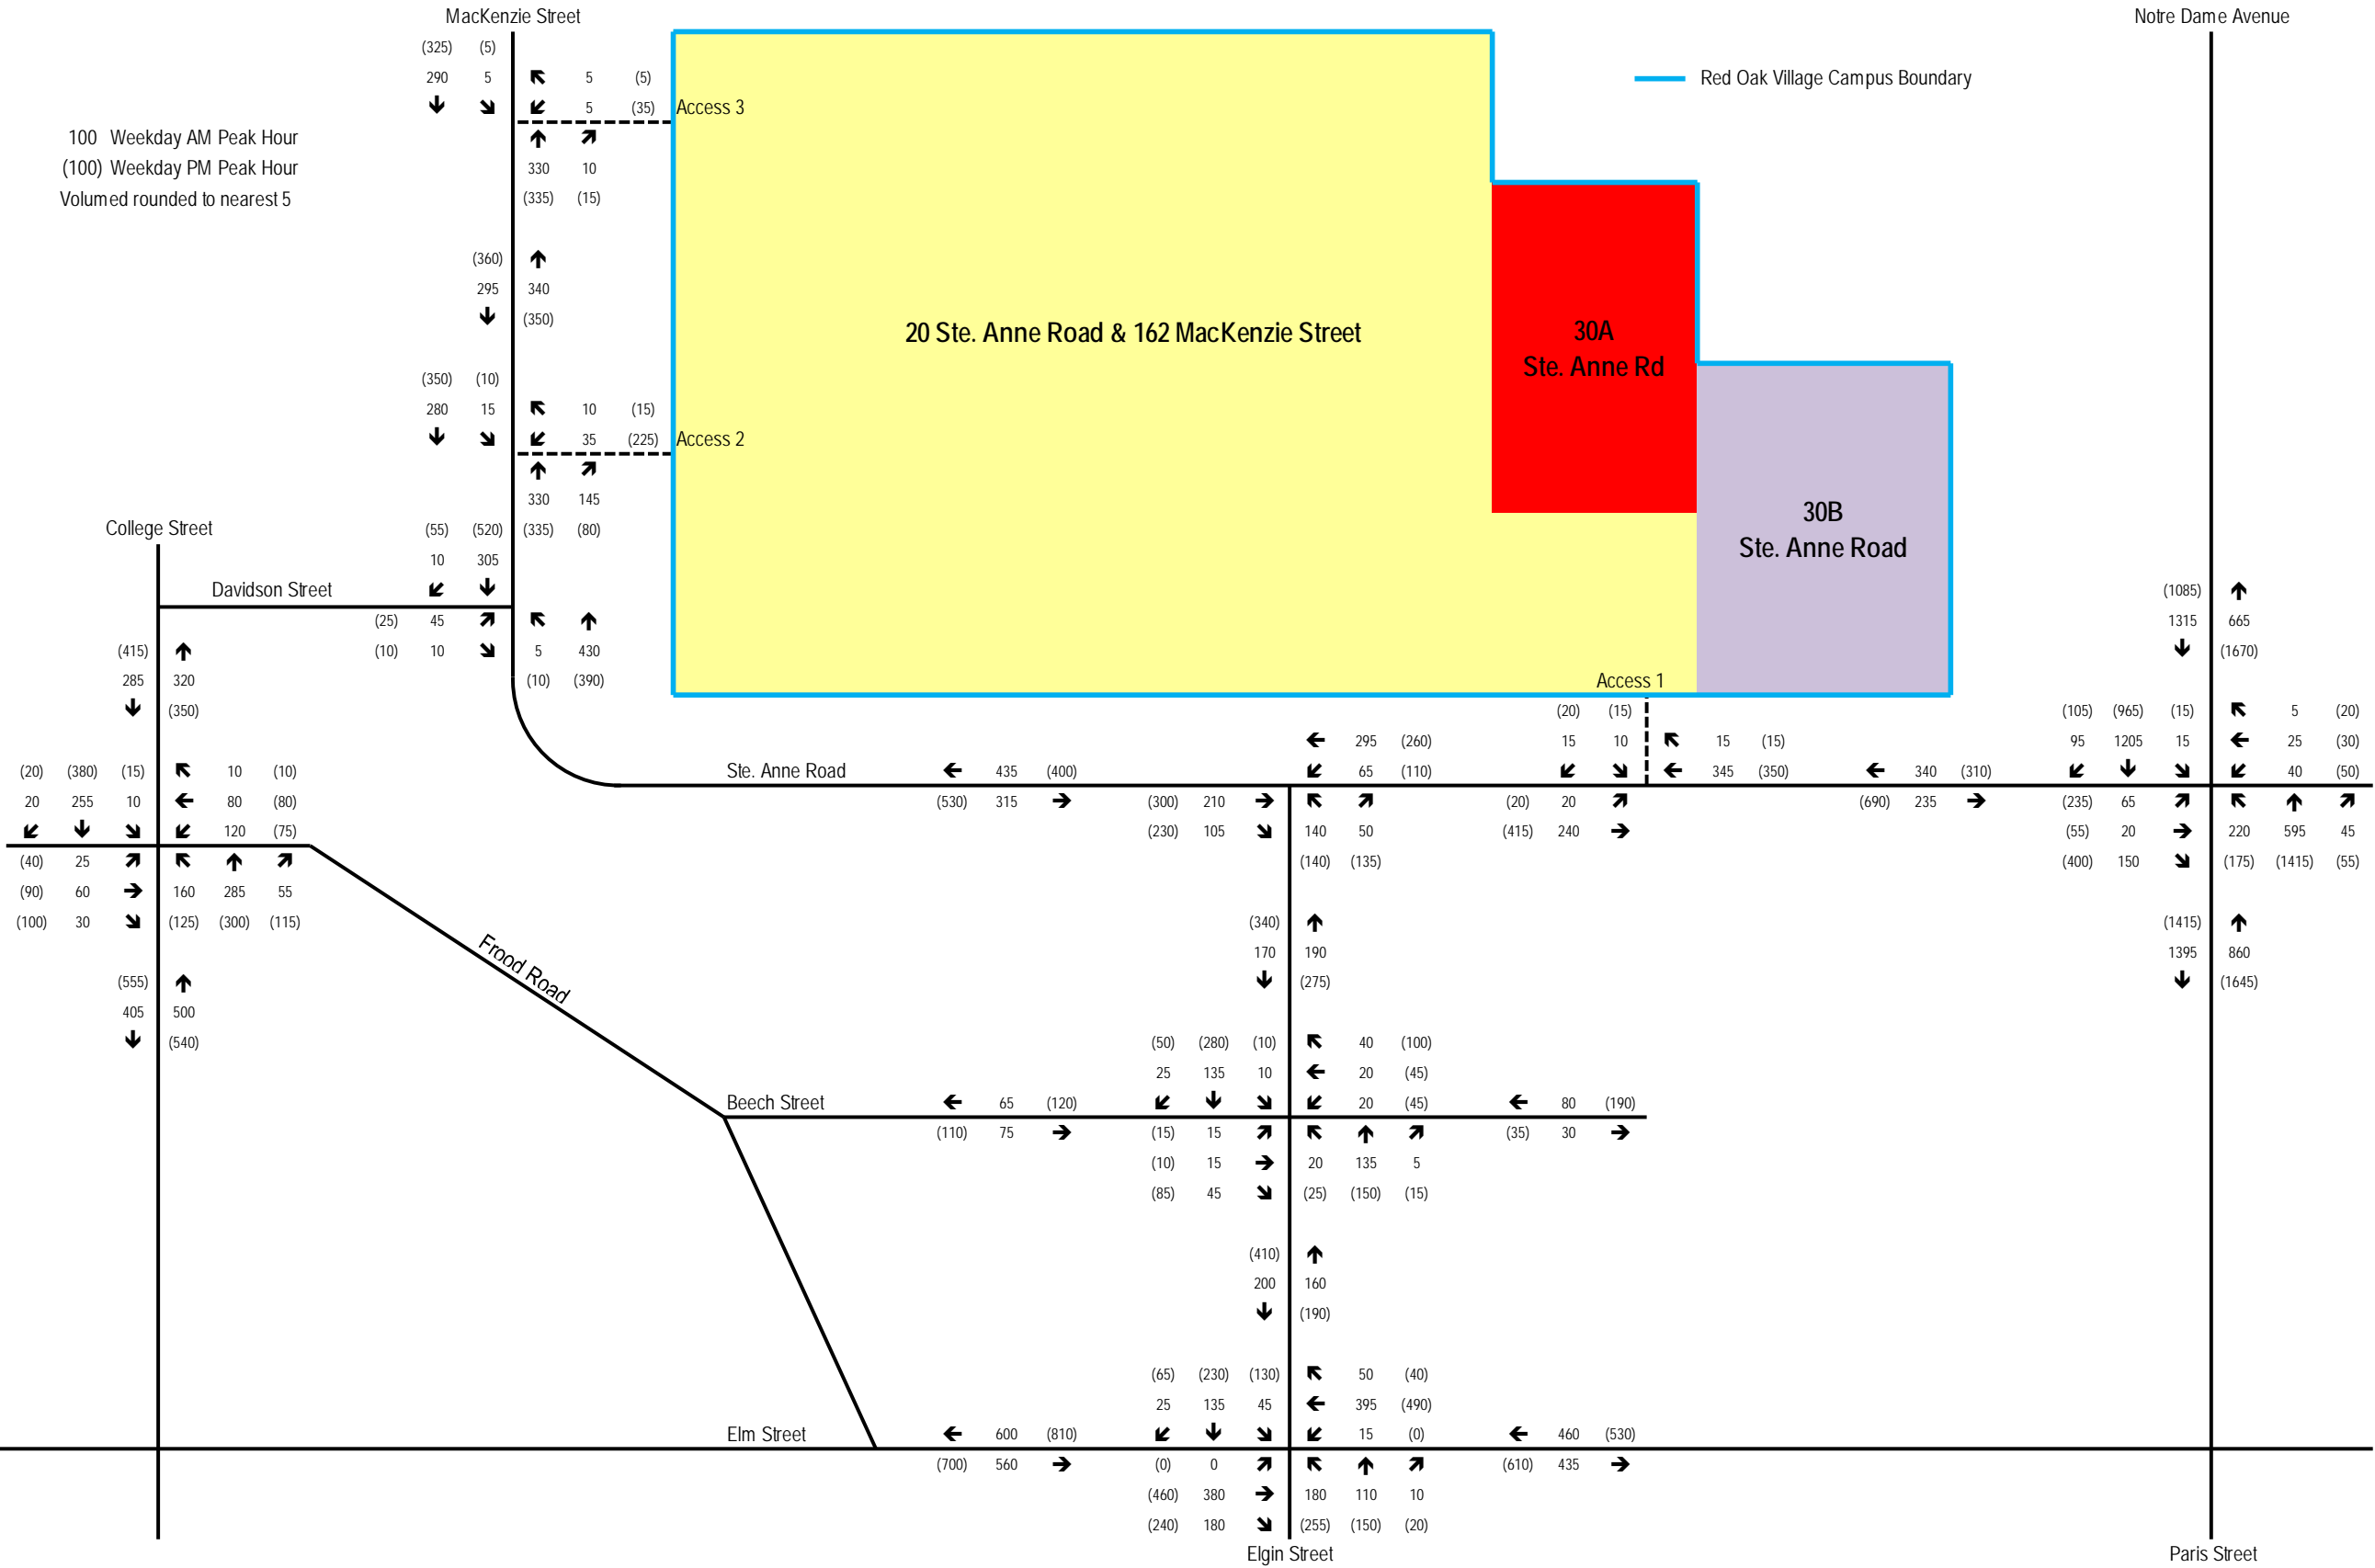 MacKenzie Street
Notre Dame Avenue
(325) (5)
290 5 5 (5)
Red Oak Village Campus Boundary
5 (35) Access 3
100 Weekday AM Peak Hour
(100) Weekday PM Peak Hour
330 10
Volumed rounded to nearest 5
(335) (15)
(360)
295 340
(350)
20 Ste. Anne Road & 162 MacKenzie Street
30A
Ste. Anne Rd
(350) (10)
280 15 10 (15)
35 (225) Access 2
330 145
30B
Ste. Anne Road
College Street
(55) (520) (335) (80)
10 305
Davidson Street
(1085)
(25) 45
1315 665
(415) (10) 10 5 430
(1670)
285 320 (10) (390)
Access 1
(350)
(20) (15)
(105) (965) (15) 5 (20)
295 (260) 15 10 15 (15)
95 1205 15 25 (30)
(20) (380) (15) 10 (10)
Ste. Anne Road 435 (400) 65 (110) 345 (350) 340 (310) 40 (50)
20 255 10 80 (80)
(530) 315 (300) 210 (20) 20 (690) 235 (235) 65
120 (75)
(230) 105 140 50 (415) 240 (55) 20 220 595 45
(40) 25
(140) (135) (400) 150 (175) (1415) (55)
(90) 60 160 285 55
(100) 30 (125) (300) (115)
(340) (1415)
Frood Road
170 190 1395 860
(555) (275) (1645)
405 500
(540) (50) (280) (10) 40 (100)
25 135 10 20 (45)
Beech Street 65 (120) 20 (45) 80 (190)
(110) 75 (15) 15 (35) 30
(10) 15 20 135 5
(85) 45 (25) (150) (15)
(410)
200 160
(190)
(65) (230) (130) 50 (40)
25 135 45 395 (490)
Elm Street 600 (810) 15 (0) 460 (530)
(700) 560 (0) 0 (610) 435
(460) 380 180 110 10
(240) 180 (255) (150) (20)
Elgin Street
Paris Street